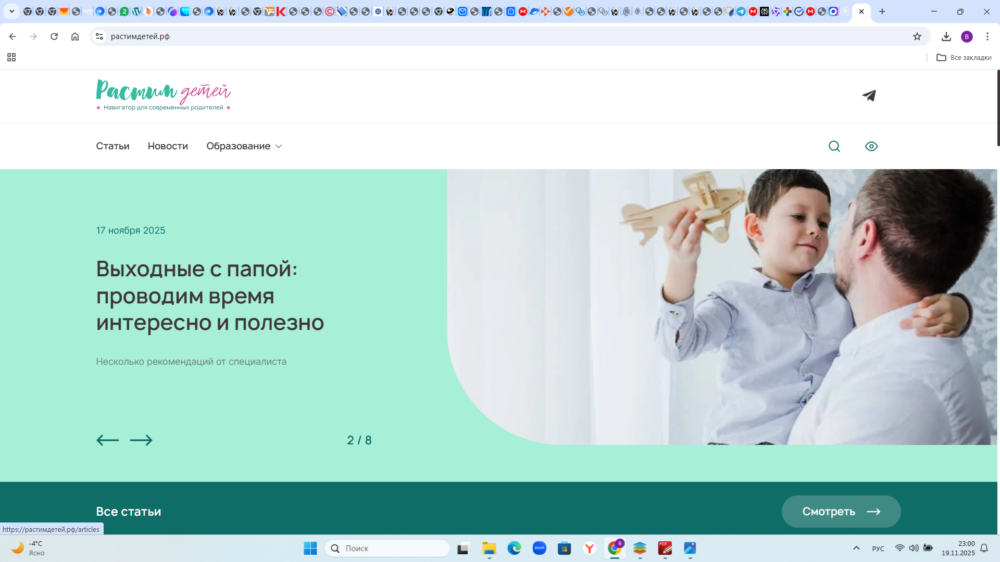 растимдетей.рф
Все закладки
Растим детей
Навигатор для современных родителей
Статьи
Новости
Образование
17 ноября 2025
Выходные с папой:
проводим время
интересно и полезно
Несколько рекомендаций от специалиста
2 / 8
Все статьи
Смотреть
https://растимдетей.рф/articles
-4°C
Ясно
Поиск
zoom
B
PDF
РУС
23:00
19.11.2025